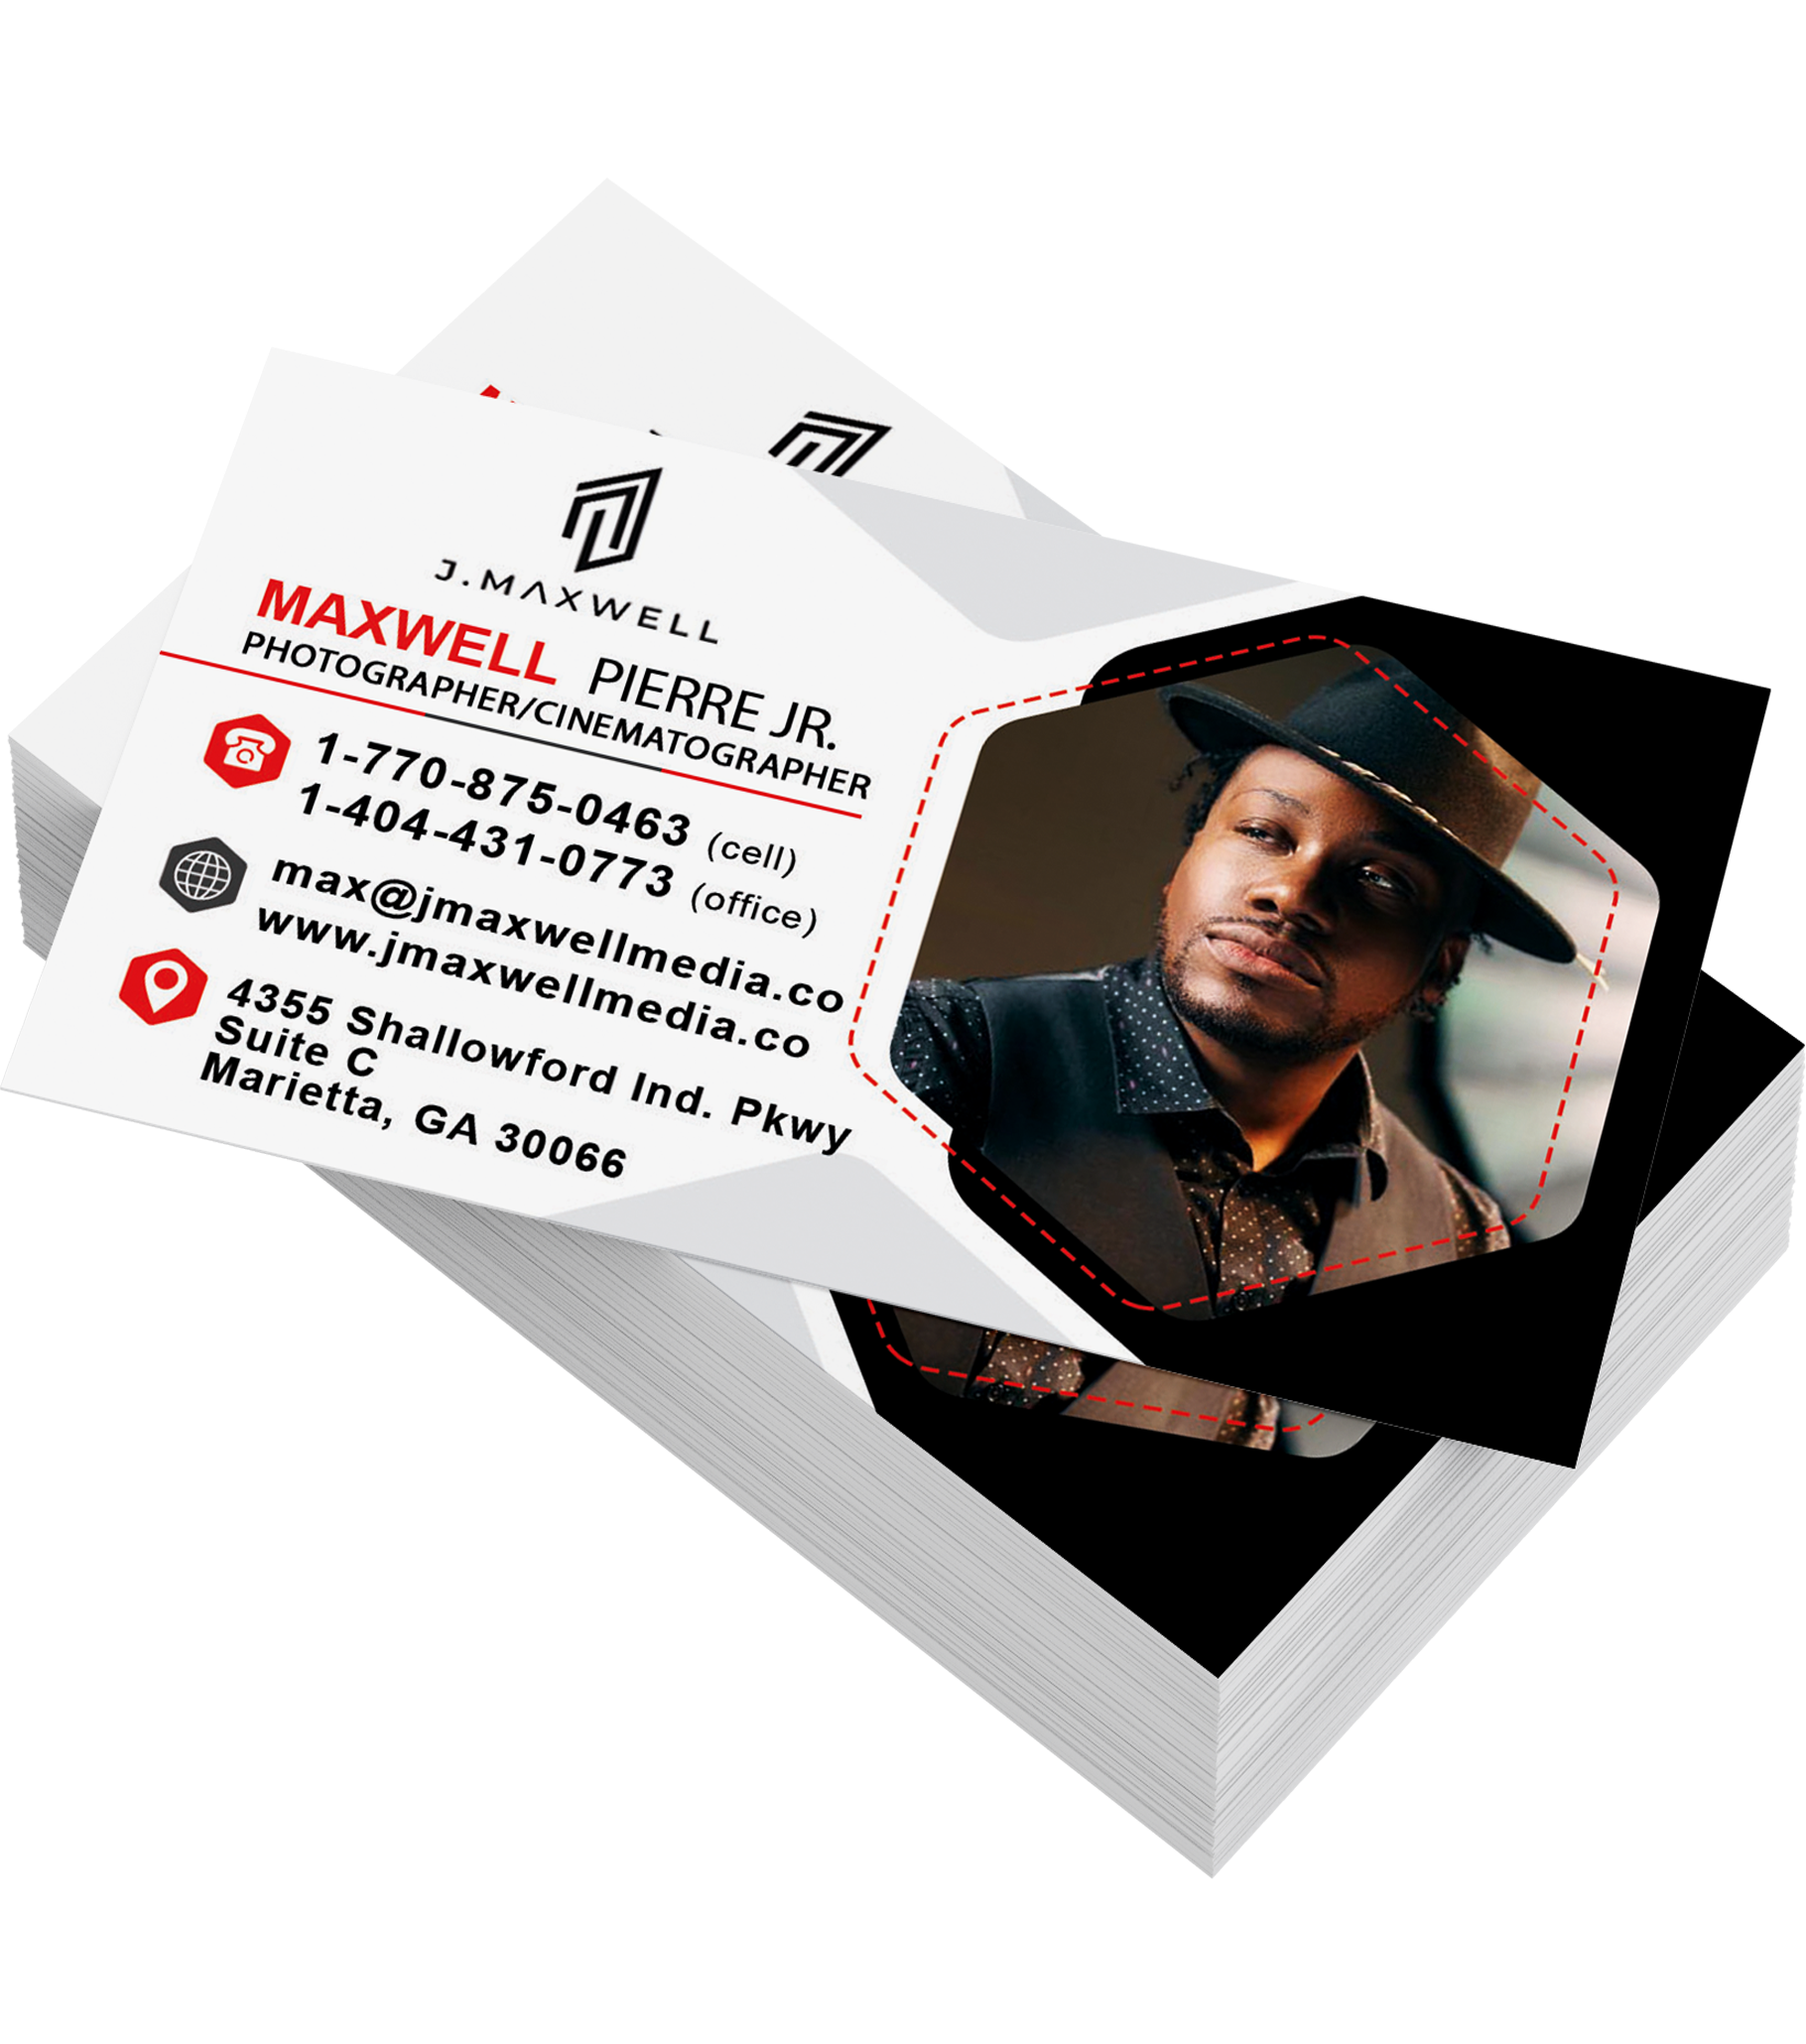 J.MAXWELL
MAXWELL PIERRE JR.
PHOTOGRAPHER/CINEMATOGRAPHER
1-770-875-0463 (cell)
1-404-431-0773 (office)
max@jmaxwellmedia.co
www.jmaxwellmedia.co
4355 Shallowford Ind. Pkwy
Suite C
Marietta, GA 30066